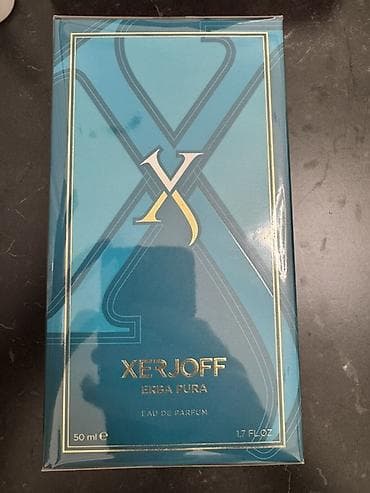 XERJOFF
ERBA PURA
EAU DE PARFUM
50 ml ℮ 1.7 FL.OZ